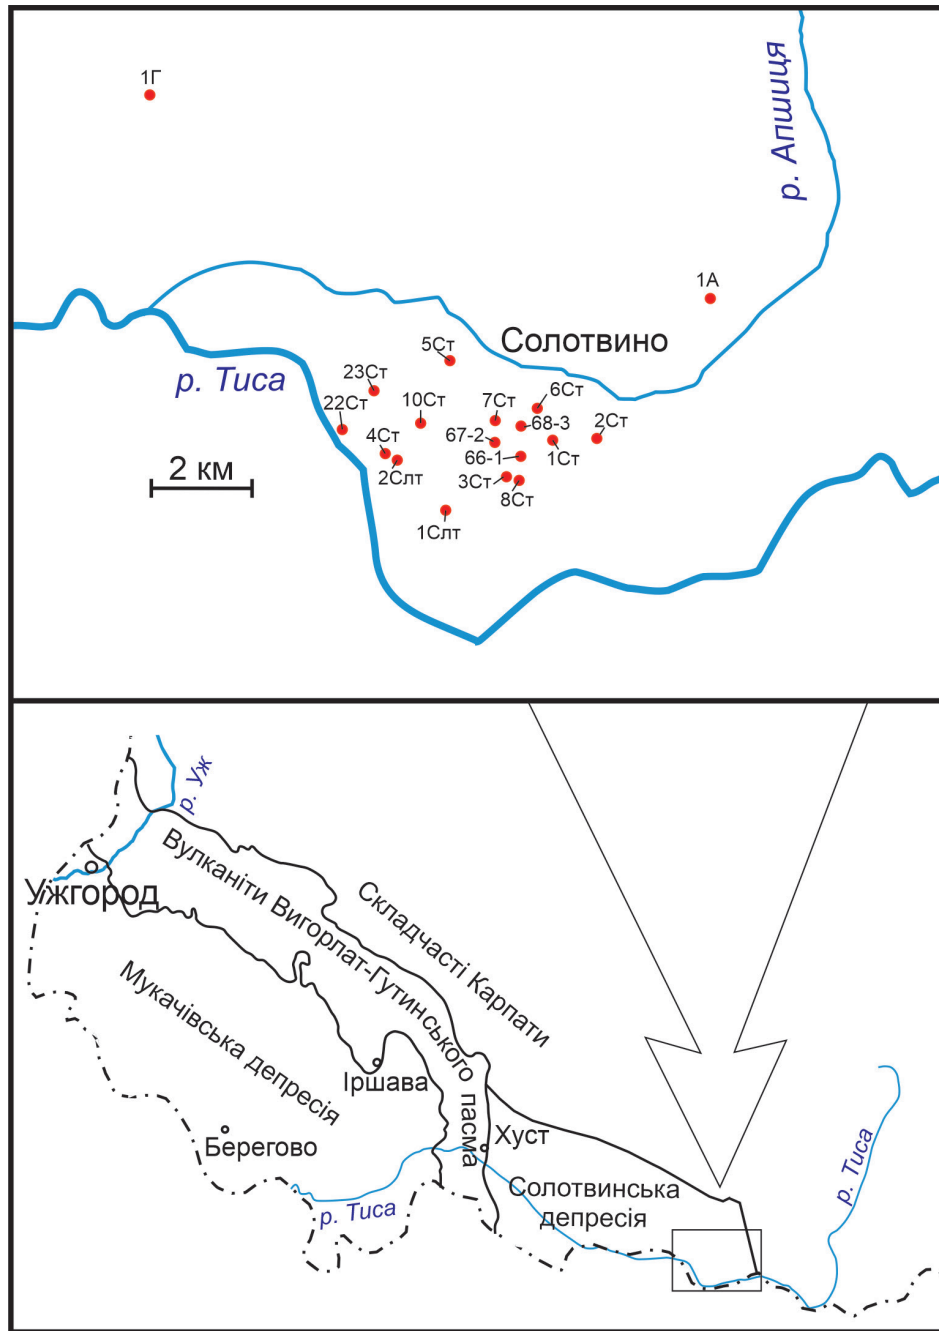 1Г
р. Апшиця
1А
Солотвино
5Ст
р. Тиса
23Ст
6Ст
10Ст
7Ст
22Ст
68-3
2Ст
4Ст
67-2
66-1
1Ст
2Слт
3Ст
2 км
8Ст
1Слт
р. Уж
Ужгород
Вулканіти Вигорлат-Гутинського пасма
Складчасті Карпати
Мукачівська депресія
Іршава
Берегово
Хуст
р. Тиса
Солотвинська
депресія
р. Тиса